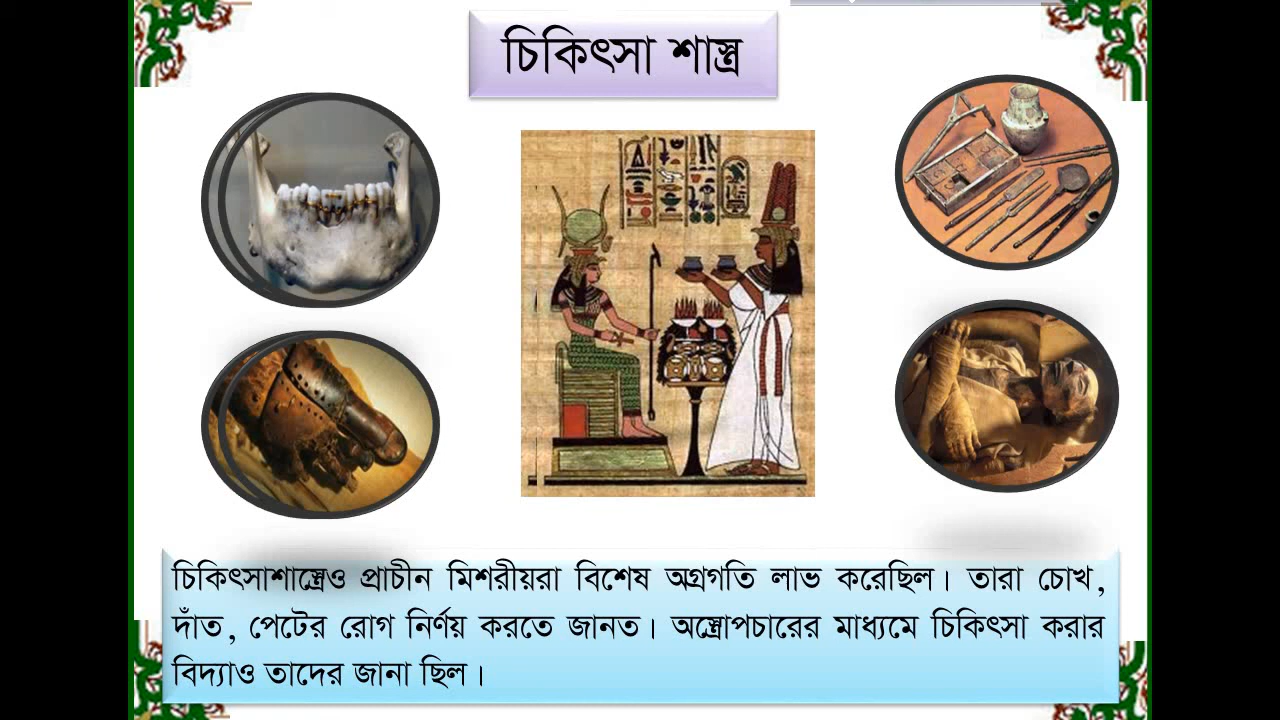 চিকিৎসা শাস্ত্র
চিকিৎসাশাস্ত্রেও প্রাচীন মিশরীয়রা বিশেষ অগ্রগতি লাভ করেছিল। তারা চোখ,
দাঁত, পেটের রোগ নির্ণয় করতে জানত। অস্ত্রোপচারের মাধ্যমে চিকিৎসা করার
বিদ্যাও তাদের জানা ছিল।